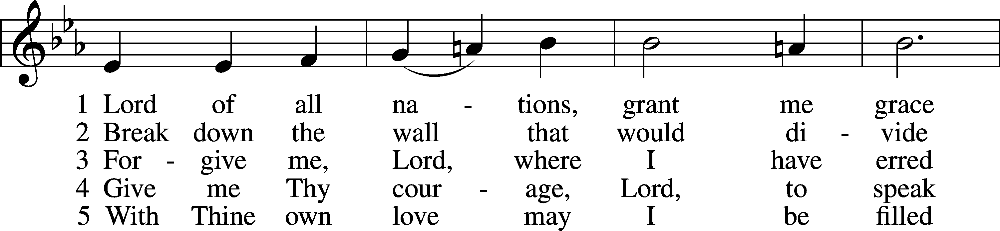 1 Lord of all na - tions, grant me grace
2 Break down the wall that would di - vide
3 For - give me, Lord, where I have erred
4 Give me Thy cour - age, Lord, to speak
5 With Thine own love may I be filled